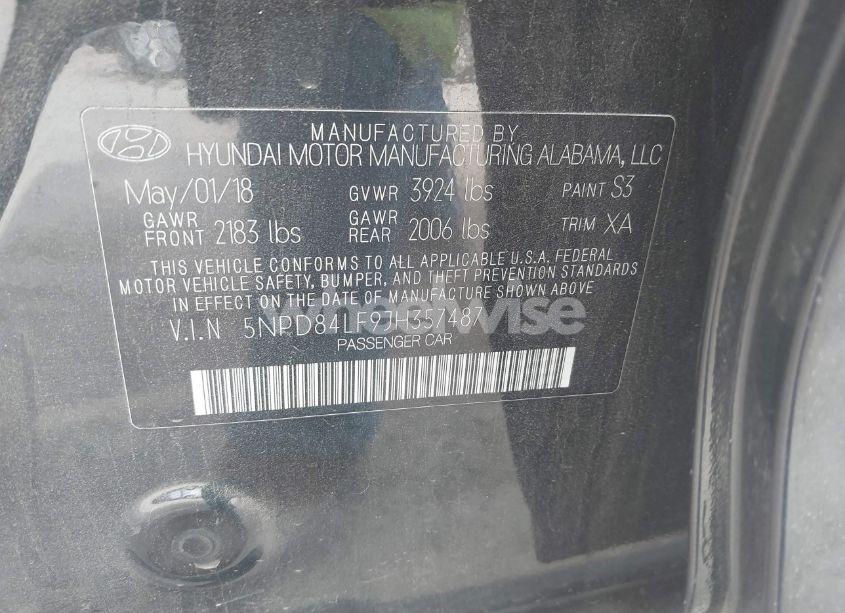 MANUFACTURED BY
HYUNDAI MOTOR MANUFACTURING ALABAMA, LLC
May/01/18 GVWR 3924 lbs PAINT S3
GAWR FRONT 2183 lbs GAWR REAR 2006 lbs TRIM XA
THIS VEHICLE CONFORMS TO ALL APPLICABLE U.S.A. FEDERAL
MOTOR VEHICLE SAFETY, BUMPER, AND THEFT PREVENTION STANDARDS
IN EFFECT ON THE DATE OF MANUFACTURE SHOWN ABOVE
V.I.N 5NPD84LF9JH357487
PASSENGER CAR